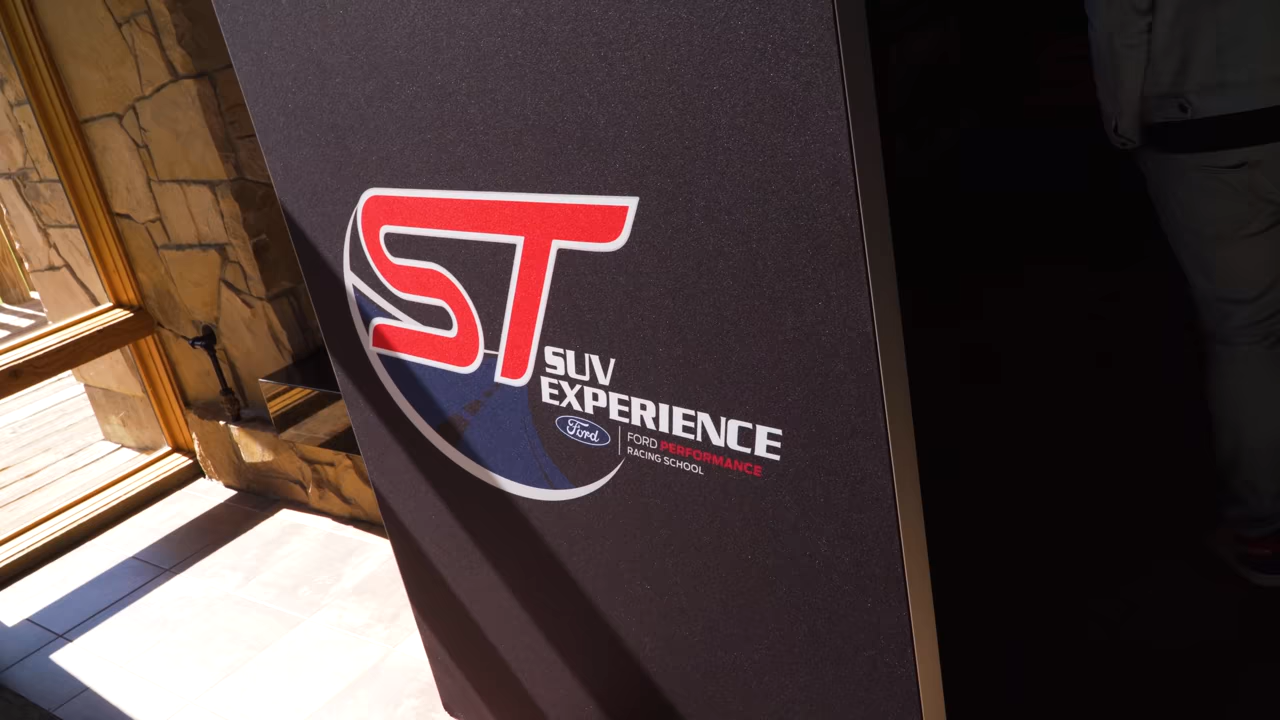 ST
SUV
EXPERIENCE
Ford
FORD PERFORMANCE
RACING SCHOOL